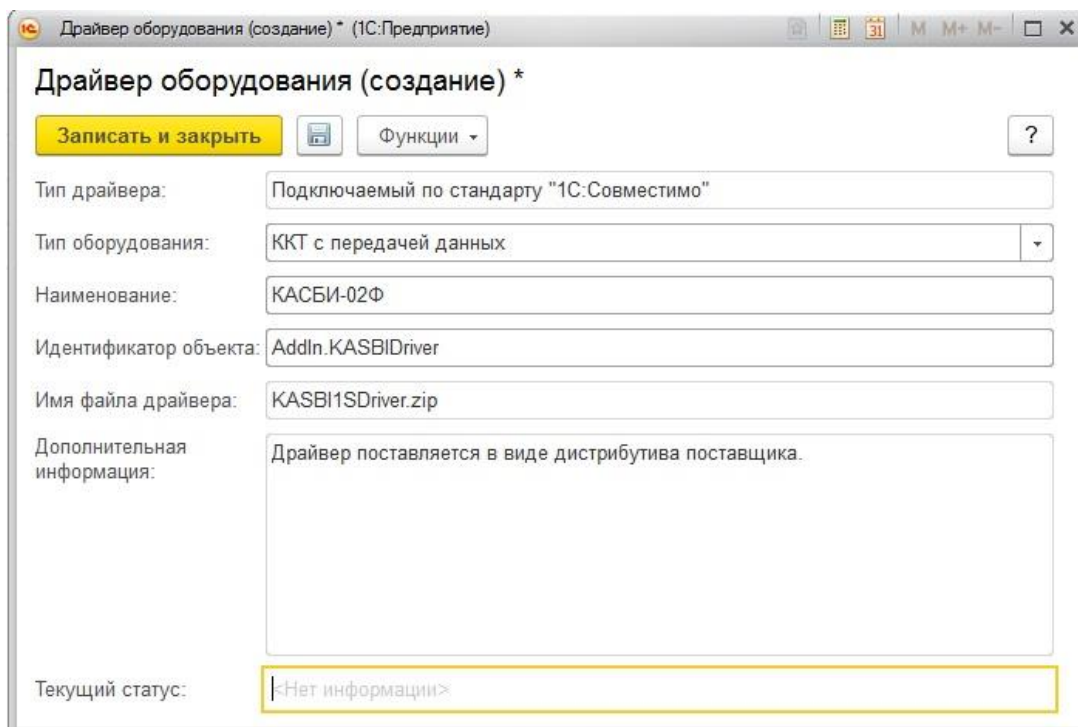 1С Драйвер оборудования (создание) * (1С:Предприятие) 31 M M+ M-
Драйвер оборудования (создание) *
Записать и закрыть Функции ?
Тип драйвера: Подключаемый по стандарту "1С:Совместимо"
Тип оборудования: ККТ с передачей данных
Наименование: КАСБИ-02Ф
Идентификатор объекта: AddIn.KASBIDriver
Имя файла драйвера: KASBI1SDriver.zip
Дополнительная
информация: Драйвер поставляется в виде дистрибутива поставщика.
Текущий статус: <Нет информации>